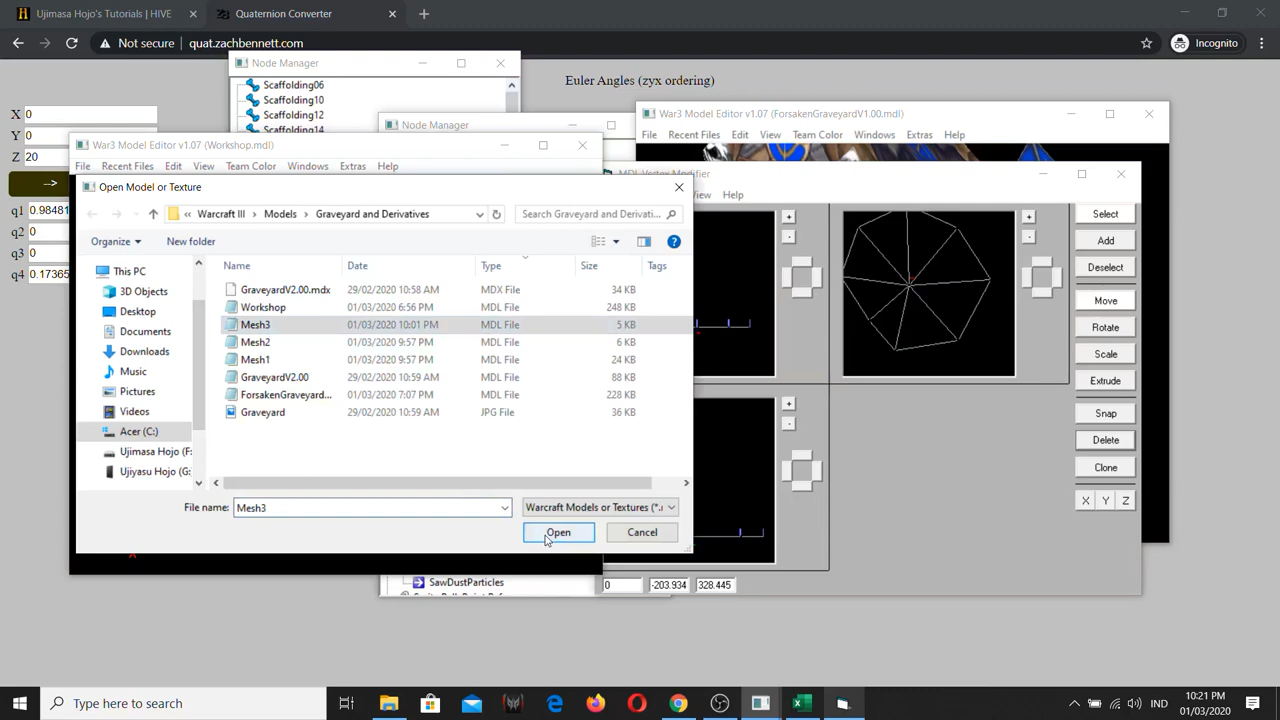 Ujimasa Hojo's Tutorials | HIVE
Quaternion Converter
Not secure
quat.zachbennett.com
Incognito
Node Manager
Scaffolding06
Scaffolding10
Scaffolding12
Scaffolding14
Euler Angles (zyx ordering)
X 0
Y 0
Z 20
-->
q1 0.98481
q2 0
q3 0
q4 0.17365
Node Manager
War3 Model Editor v1.07 (ForsakenGraveyardV1.00.mdl)
File Recent Files Edit View Team Color Windows Extras Help
War3 Model Editor v1.07 (Workshop.mdl)
File Recent Files Edit View Team Color Windows Extras Help
MDL Vertex Modifier
View Help
Open Model or Texture
Warcraft III > Models > Graveyard and Derivatives
Search Graveyard and Derivati...
Organize New folder
This PC
3D Objects
Desktop
Documents
Downloads
Music
Pictures
Videos
Acer (C:)
Ujimasa Hojo (F:
Ujiyasu Hojo (G:
Name Date Type Size Tags
GraveyardV2.00.mdx 29/02/2020 10:58 AM MDX File 34 KB
Workshop 01/03/2020 6:56 PM MDL File 248 KB
Mesh3 01/03/2020 10:01 PM MDL File 5 KB
Mesh2 01/03/2020 9:57 PM MDL File 6 KB
Mesh1 01/03/2020 9:57 PM MDL File 24 KB
GraveyardV2.00 29/02/2020 10:59 AM MDL File 88 KB
ForsakenGraveyard... 01/03/2020 7:07 PM MDL File 228 KB
Graveyard 29/02/2020 10:59 AM JPG File 36 KB
File name: Mesh3
Warcraft Models or Textures (*.
Open Cancel
+
-
+
-
+
-
Select
Add
Deselect
Move
Rotate
Scale
Extrude
Snap
Delete
Clone
X Y Z
SawDustParticles
0 -203.934 328.445
Type here to search
IND
10:21 PM
01/03/2020